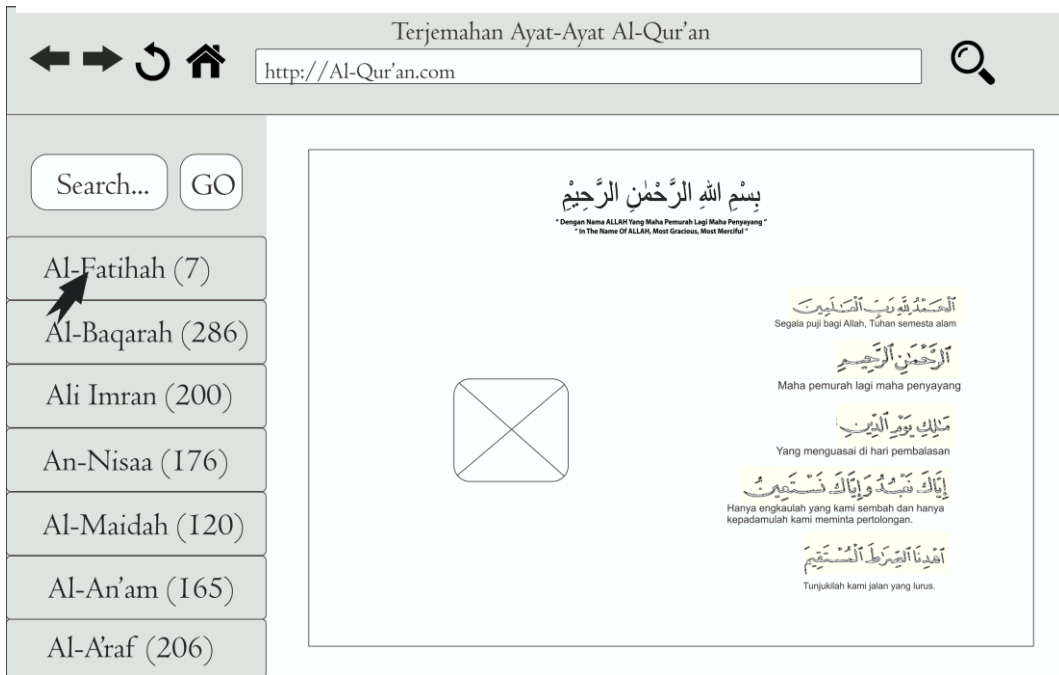 Terjemahan Ayat-Ayat Al-Qur'an
http://Al-Qur'an.com
Search...
GO
Al-Fatihah (7)
Al-Baqarah (286)
Ali Imran (200)
An-Nisaa (176)
Al-Maidah (120)
Al-An'am (165)
Al-A'raf (206)
بِسْمِ اللهِ الرَّحْمٰنِ الرَّحِيْمِ
" Dengan Nama ALLAH Yang Maha Pemurah Lagi Maha Penyayang "
" In The Name Of ALLAH, Most Gracious, Most Merciful "
ٱلْحَمْدُ لِلَّهِ رَبِّ ٱلْعَـٰلَمِينَ
Segala puji bagi Allah, Tuhan semesta alam
ٱلرَّحْمَـٰنِ ٱلرَّحِيمِ
Maha pemurah lagi maha penyayang
مَـٰلِكِ يَوْمِ ٱلدِّينِ
Yang menguasai di hari pembalasan
إِيَّاكَ نَعْبُدُ وَإِيَّاكَ نَسْتَعِينُ
Hanya engkaulah yang kami sembah dan hanya
kepadamulah kami meminta pertolongan.
ٱهْدِنَا ٱلصِّرَٰطَ ٱلْمُسْتَقِيمَ
Tunjukilah kami jalan yang lurus.